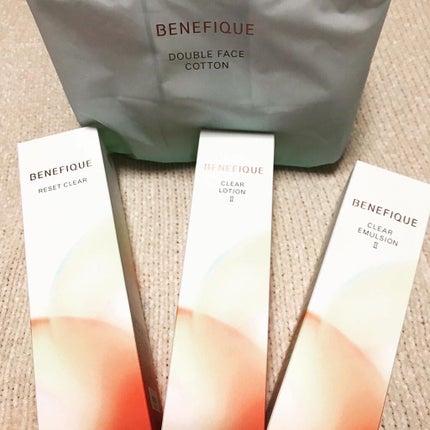 BENEFIQUE
DOUBLE FACE
COTTON
BENEFIQUE
RESET CLEAR
BENEFIQUE
CLEAR
LOTION
II
BENEFIQUE
CLEAR
EMULSION
II